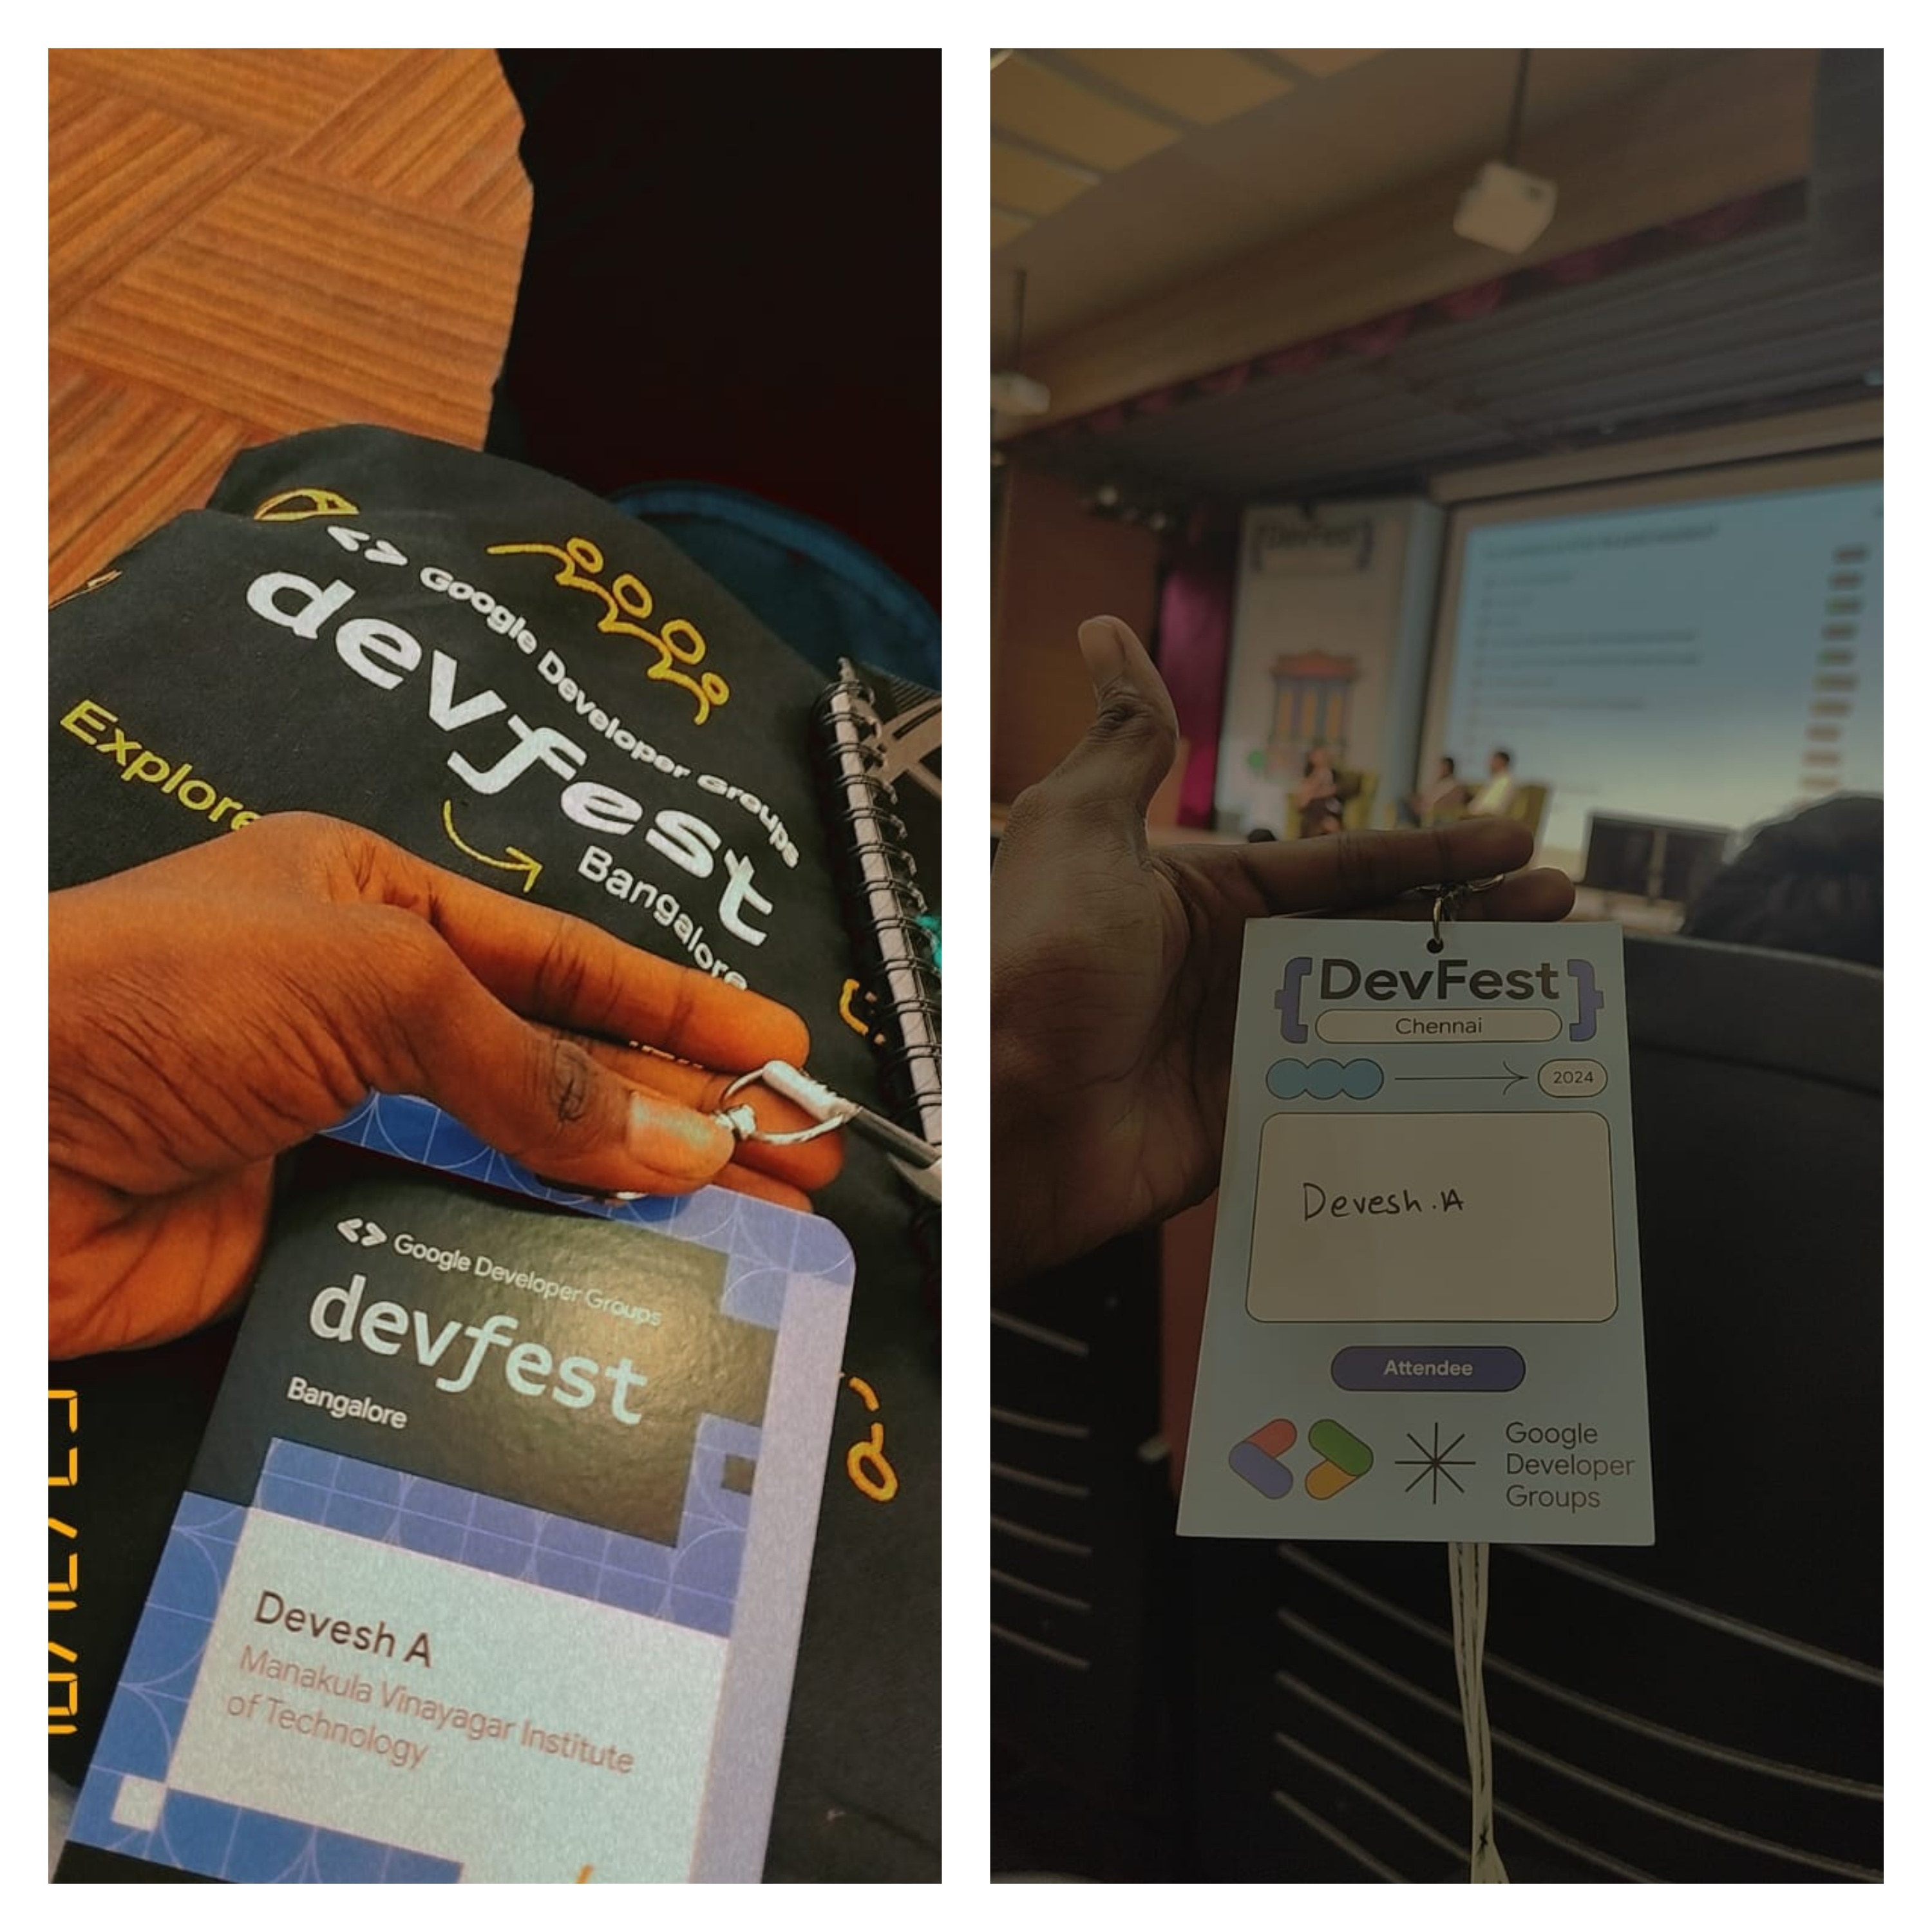 <> Google Developer Groups
devfest
Bangalore
Explore
<> Google Developer Groups
devfest
Bangalore
Devesh A
Manakula Vinayagar Institute
of Technology
{DevFest}
{DevFest}
Chennai
2024
Devesh.A
Attendee
Google
Developer
Groups